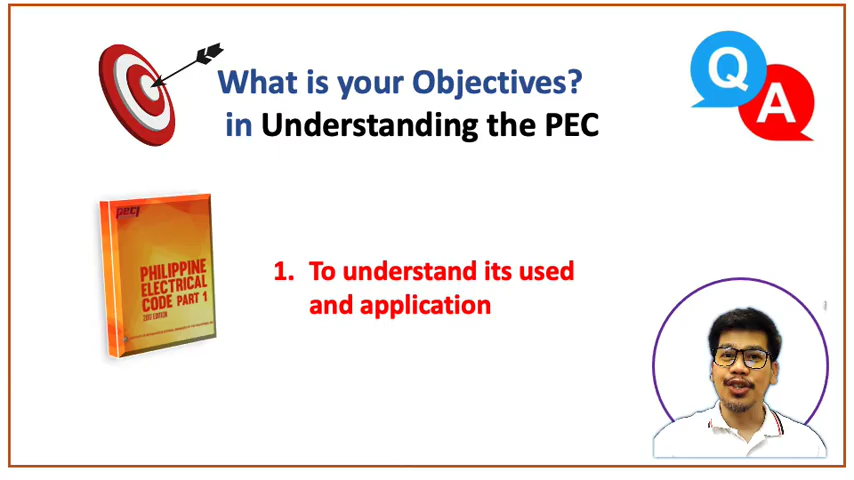 What is your Objectives?
in Understanding the PEC
Q
A
pec1
PHILIPPINE
ELECTRICAL
CODE PART 1
2017 EDITION
1. To understand its used
and application